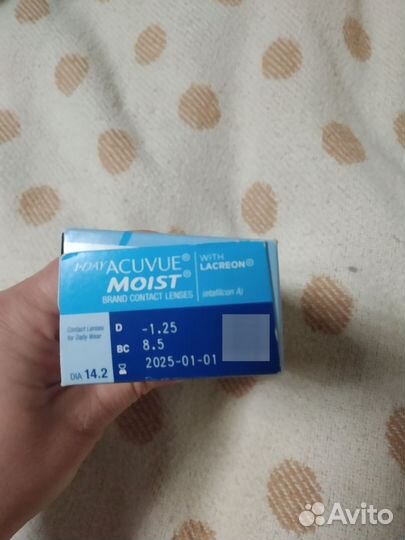 1-DAY ACUVUE®
MOIST®
BRAND CONTACT LENSES
WITH
LACREON®
(etafilcon A)
Contact Lenses
for Daily Wear
D -1.25
BC 8.5
2025-01-01
DIA 14.2
Avito